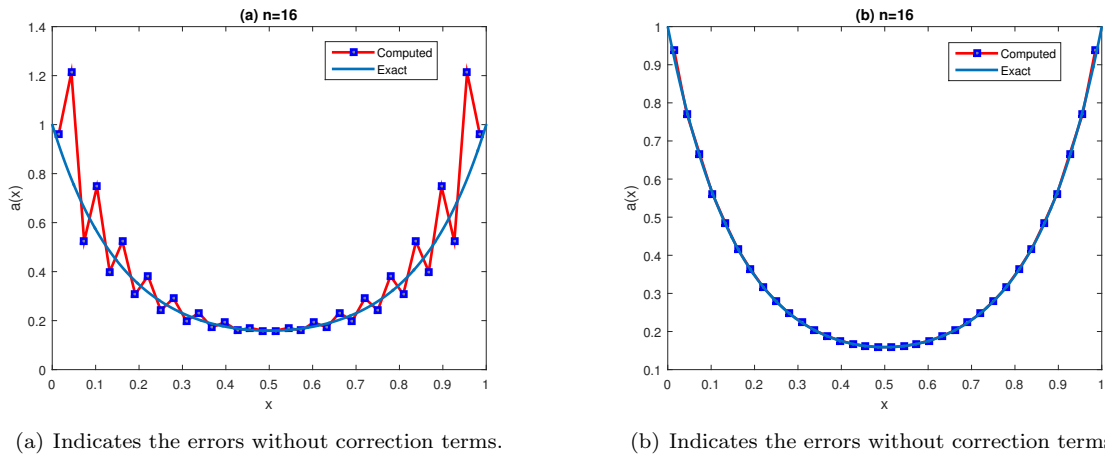 (a) n=16
1.4
1.2
1
0.8
0.6
0.4
0.2
0
a(x)
Computed
Exact
0 0.1 0.2 0.3 0.4 0.5 0.6 0.7 0.8 0.9 1
x
(a) Indicates the errors without correction terms.
(b) n=16
1
0.9
0.8
0.7
0.6
0.5
0.4
0.3
0.2
0.1
a(x)
Computed
Exact
0 0.1 0.2 0.3 0.4 0.5 0.6 0.7 0.8 0.9 1
x
(b) Indicates the errors without correction terms